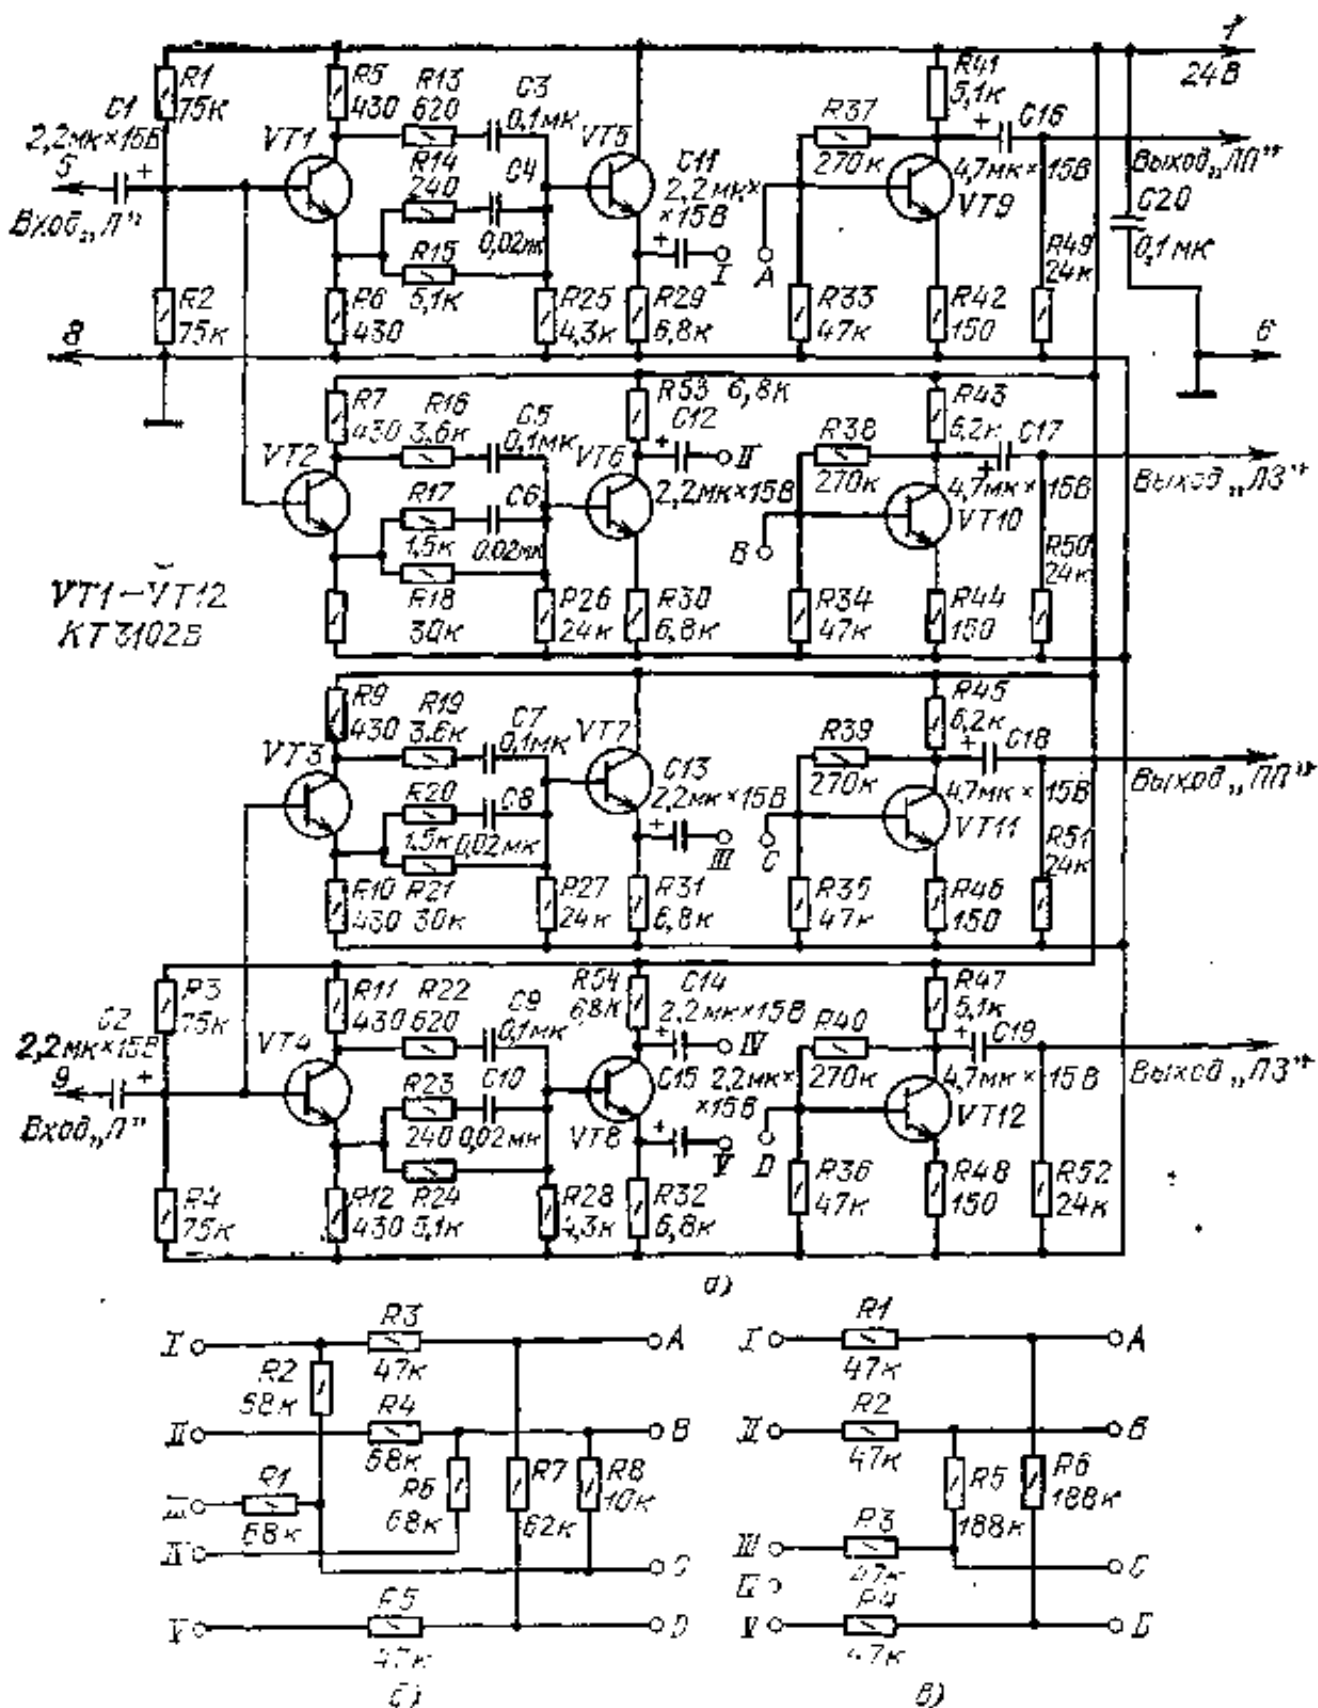 1
24В
R1
75к
C1
2,2мк×15В
5
Вход„Л"
R2
75к
8
R5
430
VT1
R6
430
R13
620
C3
0,1мк
R14
240
C4
0,02мк
R15
5,1к
R25
4,3к
VT5
C11
2,2мк×
×15В
I
R29
6,8к
A
R37
270к
R33
47к
R41
5,1к
C16
4,7мк×15В
VT9
R42
150
R49
24к
Выход„ЛП"
C20
0,1мк
6
R7
430
VT2
R16
3,6к
C5
0,1мк
R17
1,5к
C6
0,02мк
R18
30к
R26
24к
VT6
R53 6,8к
C12
II
2,2мк×15В
R30
6,8к
B
R38
270к
R34
47к
R43
6,2к
C17
4,7мк×15В
VT10
R44
150
R50
24к
Выход„ЛЗ"
VT1–VT12
R9
430
VT3
R10
430
R19
3,6к
C7
0,1мк
R20
1,5к
C8
0,02мк
R21
30к
R27
24к
VT7
C13
2,2мк×15В
III
R31
6,8к
C
R39
270к
R35
47к
R45
6,2к
C18
4,7мк×15В
VT11
R46
150
R51
24к
Выход„ПП"
R3
75к
C2
2,2мк×15В
9
Вход„П"
R4
75к
R11
430
VT4
R12
430
R22
620
C9
0,1мк
R23
240
C10
0,02мк
R24
5,1к
R28
4,3к
VT8
R54
68к
C14
2,2мк×15В
IV
C15
2,2мк×
×15В
V
R32
6,8к
D
R40
270к
R36
47к
R47
5,1к
C19
4,7мк×15В
VT12
R48
150
R52
24к
Выход„ПЗ"
а)
I
R3
47к
A
R2
68к
II
R4
68к
B
R1
68к
R6
68к
R7
62к
R8
10к
IV
C
V
R5
47к
D
б)
I
R1
47к
A
II
R2
47к
B
R5
188к
R6
188к
III
R3
47к
C
V
R4
47к
в)